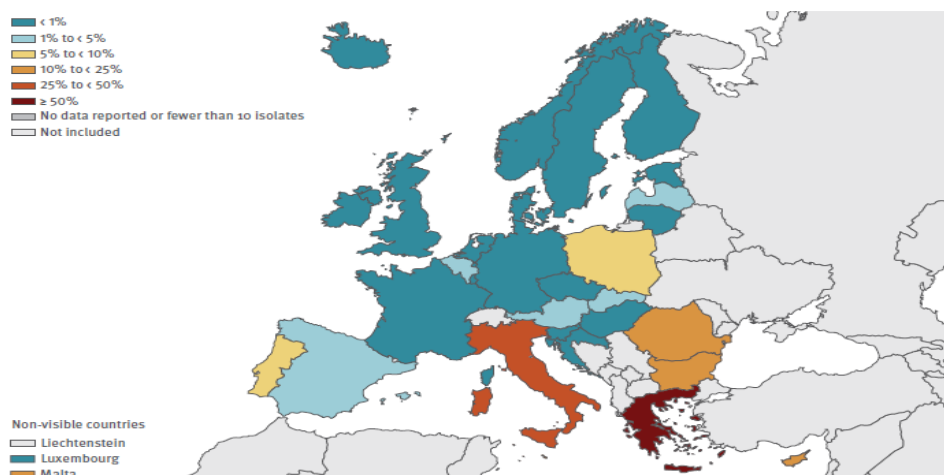 < 1%
1% to < 5%
5% to < 10%
10% to < 25%
25% to < 50%
≥ 50%
No data reported or fewer than 10 isolates
Not included
Non-visible countries
Liechtenstein
Luxembourg
Malta